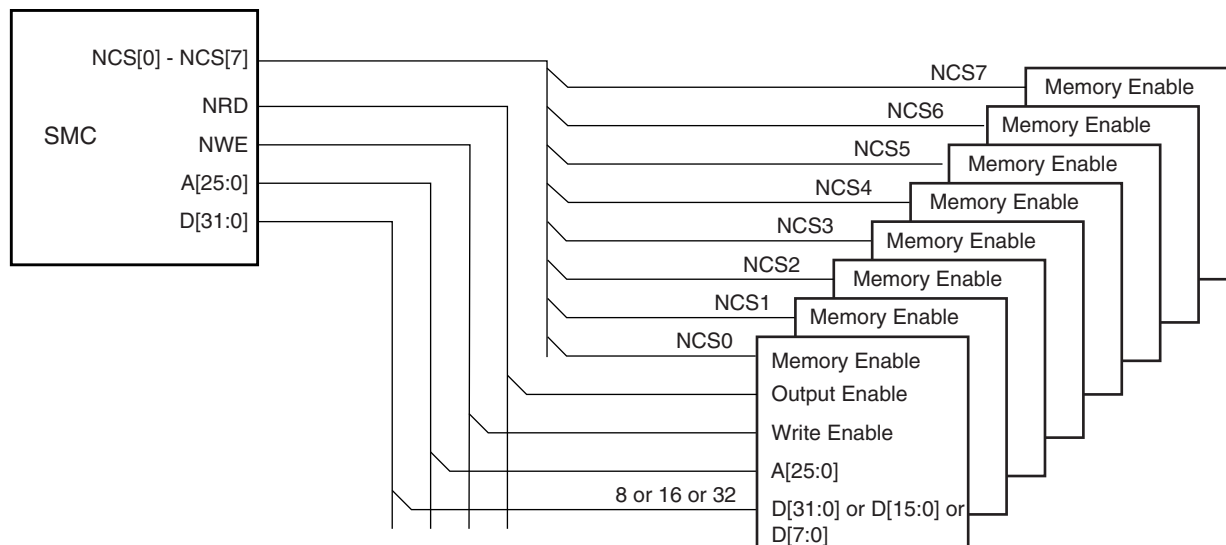 NCS[0] - NCS[7]
NRD
SMC
NWE
A[25:0]
D[31:0]
NCS7
Memory Enable
NCS6
Memory Enable
NCS5
Memory Enable
NCS4
Memory Enable
NCS3
Memory Enable
NCS2
Memory Enable
NCS1
Memory Enable
NCS0
Memory Enable
Output Enable
Write Enable
A[25:0]
8 or 16 or 32
D[31:0] or D[15:0] or
D[7:0]